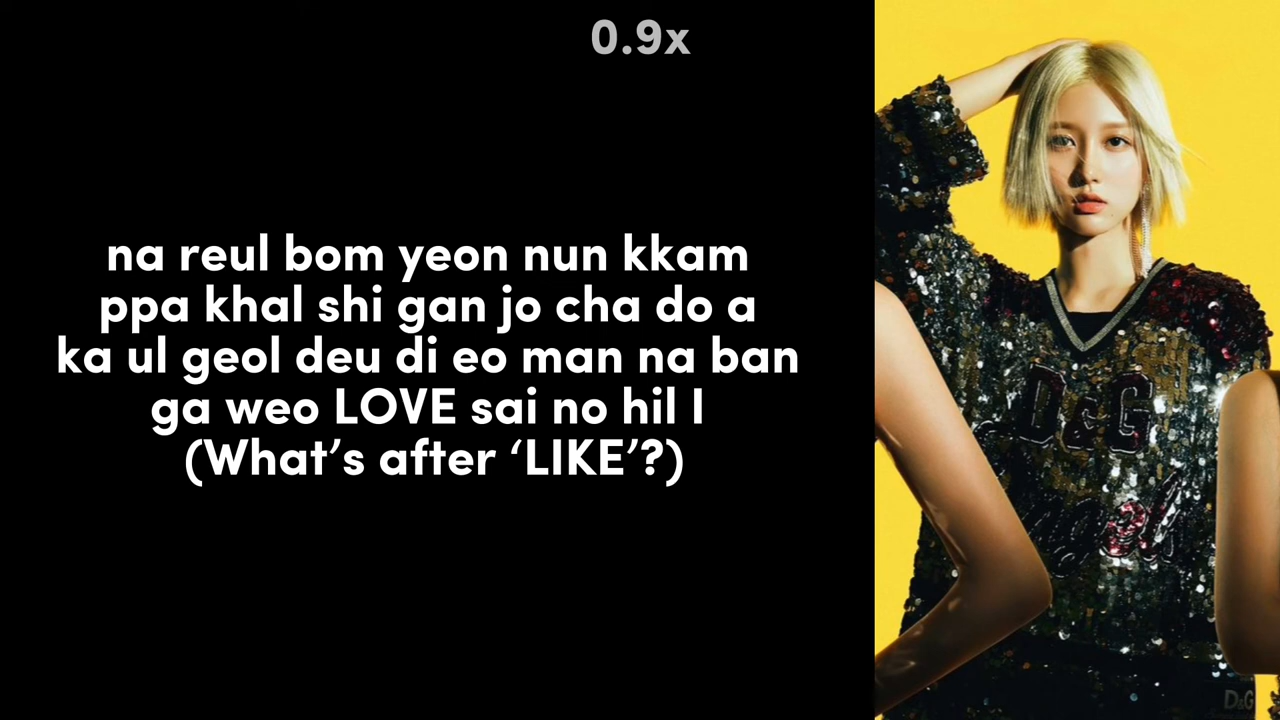 0.9x
na reul bom yeon nun kkam
ppa khal shi gan jo cha do a
ka ul geol deu di eo man na ban
ga weo LOVE sai no hil I
(What’s after ‘LIKE’?)
D&G
D&G